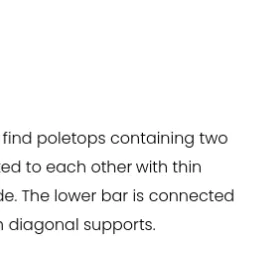 find poletops containing two
ed to each other with thin
de. The lower bar is connected
diagonal supports.